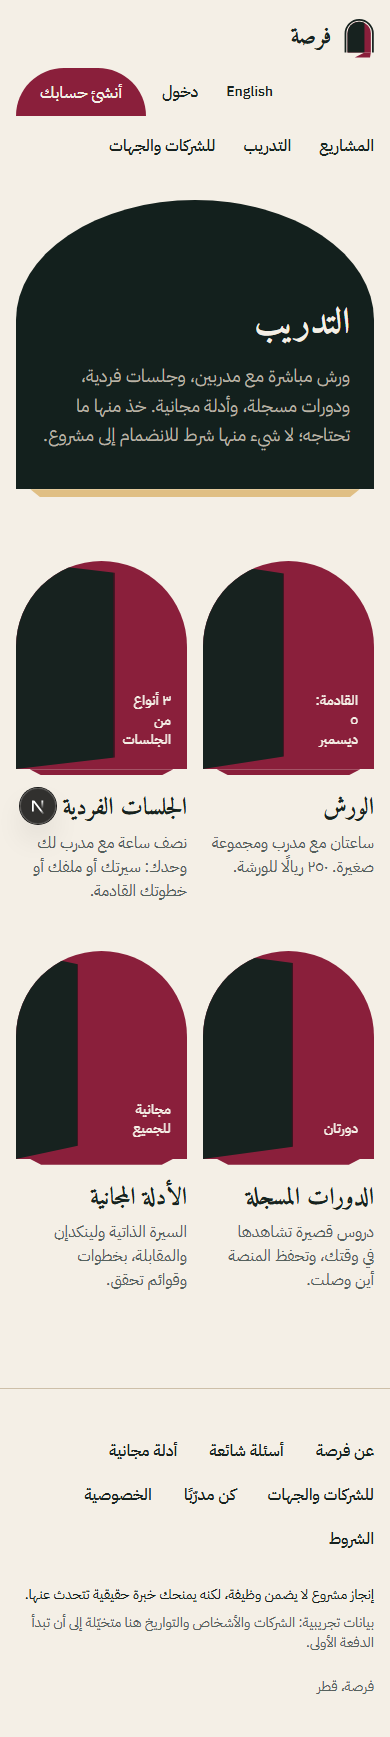 فرصة
English
دخول
أنشئ حسابك
المشاريع
التدريب
للشركات والجهات
التدريب
ورش مباشرة مع مدربين، وجلسات فردية،
ودورات مسجلة، وأدلة مجانية. خذ منها ما
تحتاجه؛ لا شيء منها شرط للانضمام إلى مشروع.
القادمة:
٥
ديسمبر
الورش
ساعتان مع مدرب ومجموعة
صغيرة. ٢٥٠ ريالًا للورشة.
٣ أنواع
من
الجلسات
الجلسات الفردية
N
نصف ساعة مع مدرب لك
وحدك: سيرتك أو ملفك أو
خطوتك القادمة.
دورتان
الدورات المسجلة
دروس قصيرة تشاهدها
في وقتك، وتحفظ المنصة
أين وصلت.
مجانية
للجميع
الأدلة المجانية
السيرة الذاتية ولينكدإن
والمقابلة، بخطوات
وقوائم تحقق.
عن فرصة
أسئلة شائعة
أدلة مجانية
للشركات والجهات
كن مدرّبًا
الخصوصية
الشروط
إنجاز مشروع لا يضمن وظيفة، لكنه يمنحك خبرة حقيقية تتحدث عنها.
بيانات تجريبية: الشركات والأشخاص والتواريخ هنا متخيّلة إلى أن تبدأ
الدفعة الأولى.
فرصة، قطر